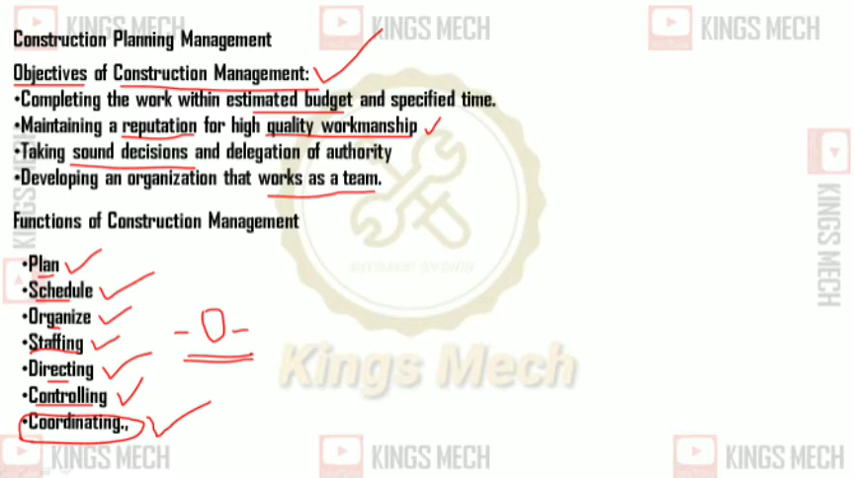 KINGS MECH
KINGS MECH
KINGS MECH
Construction Planning Management
Objectives of Construction Management:
•Completing the work within estimated budget and specified time.
•Maintaining a reputation for high quality workmanship
•Taking sound decisions and delegation of authority
•Developing an organization that works as a team.
Functions of Construction Management
•Plan
•Schedule
•Organize
•Staffing
•Directing
•Controlling
•Coordinating.,
- 0 -
Kings Mech
KINGS MECH
KINGS MECH
KINGS MECH
KINGS MECH
KINGS MECH